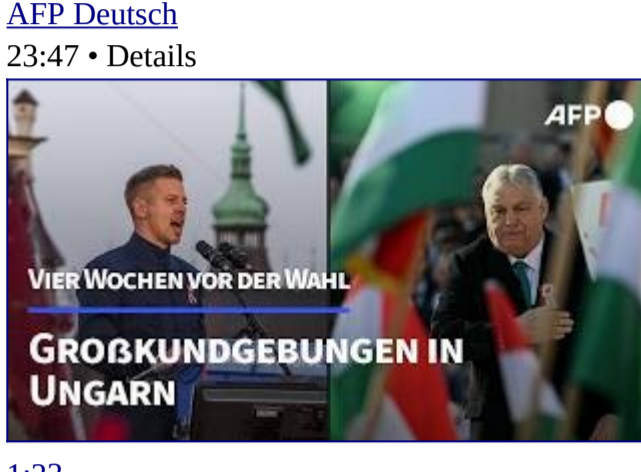 AFP Deutsch
23:47 • Details
AFP
VIER WOCHEN VOR DER WAHL
GROßKUNDGEBUNGEN IN
UNGARN